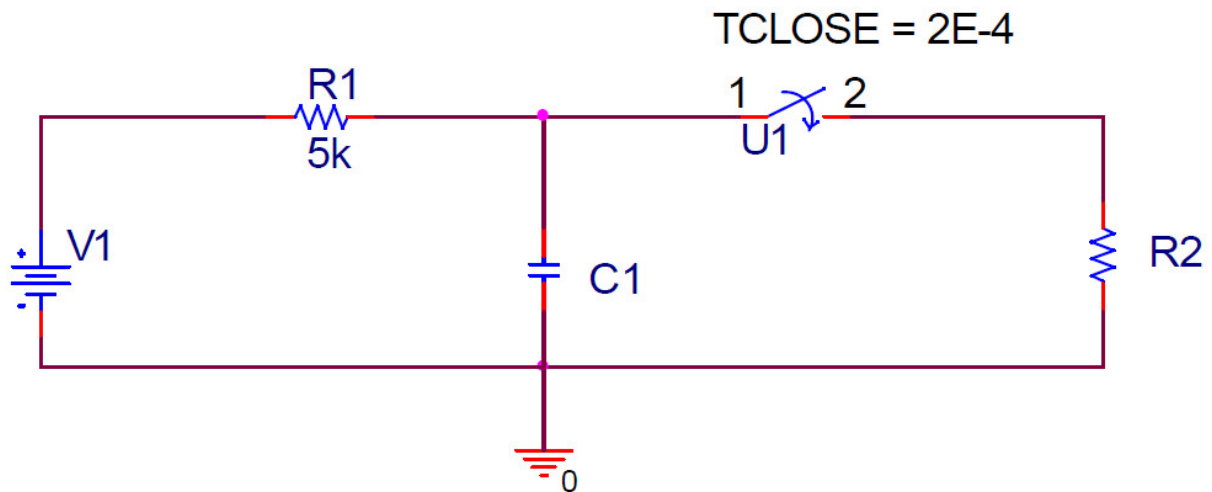 TCLOSE = 2E-4
R1
5k
1 2
U1
+
V1
-
C1
R2
0